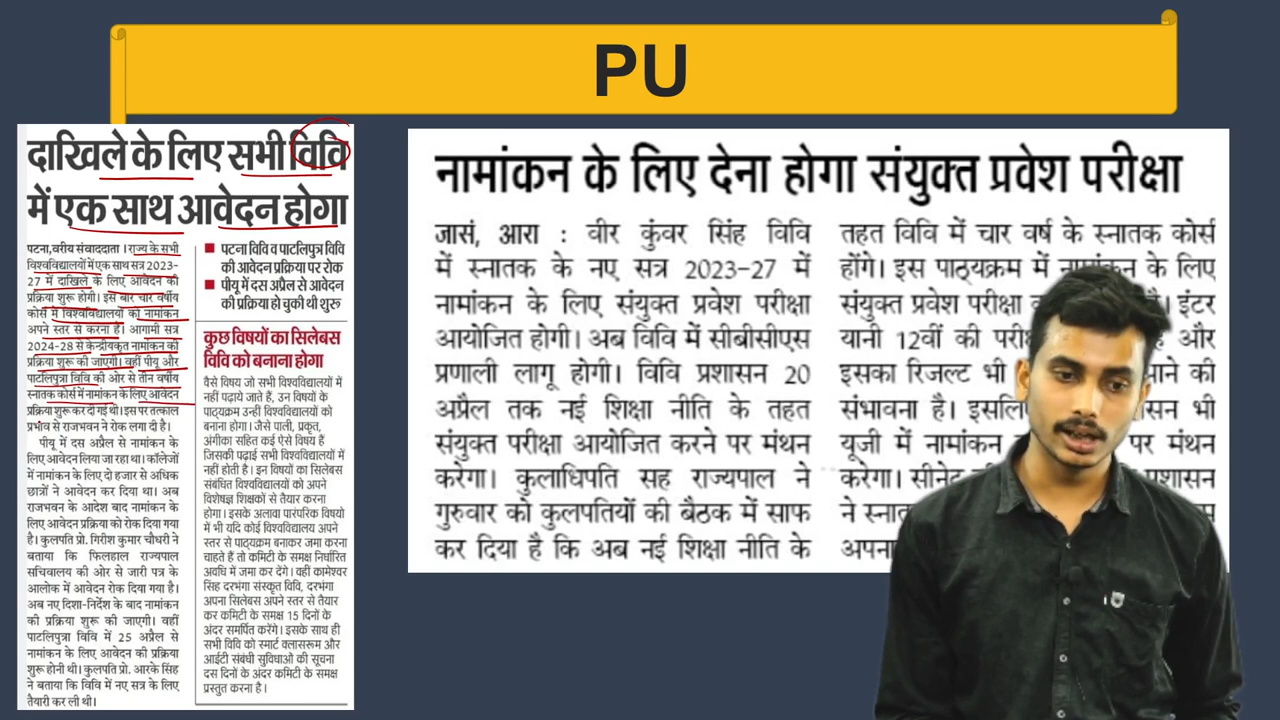 PU
दाखिले के लिए सभी विवि
में एक साथ आवेदन होगा
पटना, वरीय संवाददाता । राज्य के सभी
विश्वविद्यालयों में एक साथ सत्र 2023-
27 में दाखिले के लिए आवेदन की
प्रक्रिया शुरू होगी। इस बार चार वर्षीय
कोर्स में विश्वविद्यालयों को नामांकन
अपने स्तर से करना है। आगामी सत्र
2024-28 से केन्द्रीयकृत नामांकन की
प्रक्रिया शुरू की जाएगी। वहीं पीयू और
पाटलिपुत्रा विवि की ओर से तीन वर्षीय
स्नातक कोर्स में नामांकन के लिए आवेदन
प्रक्रिया शुरू कर दी गई थी। इस पर तत्काल
प्रभाव से राजभवन ने रोक लगा दी है।
पीयू में दस अप्रैल से नामांकन के
लिए आवेदन लिया जा रहा था। कॉलेजों
में नामांकन के लिए दो हजार से अधिक
छात्रों ने आवेदन कर दिया था। अब
राजभवन के आदेश बाद नामांकन के
लिए आवेदन प्रक्रिया को रोक दिया गया
है। कुलपति प्रो. गिरीश कुमार चौधरी ने
बताया कि फिलहाल राज्यपाल
सचिवालय की ओर से जारी पत्र के
आलोक में आवेदन रोक दिया गया है।
अब नए दिशा-निर्देश के बाद नामांकन
की प्रक्रिया शुरू की जाएगी। वहीं
पाटलिपुत्रा विवि में 25 अप्रैल से
नामांकन के लिए आवेदन की प्रक्रिया
शुरू होनी थी। कुलपति प्रो. आरके सिंह
ने बताया कि विवि में नए सत्र के लिए
तैयारी कर ली थी।
■ पटना विवि व पाटलिपुत्र विवि
की आवेदन प्रक्रिया पर रोक
■ पीयू में दस अप्रैल से आवेदन
की प्रक्रिया हो चुकी थी शुरू
कुछ विषयों का सिलेबस
विवि को बनाना होगा
वैसे विषय जो सभी विश्वविद्यालयों में
नहीं पढ़ाये जाते हैं, उन विषयों के
पाठ्यक्रम उन्हीं विश्वविद्यालयों को
बनाना होगा। जैसे पाली, प्रकृत,
अंगीका सहित कई ऐसे विषय हैं
जिसकी पढ़ाई सभी विश्वविद्यालयों में
नहीं होती है। इन विषयों का सिलेबस
संबंधित विश्वविद्यालयों को अपने
विशेषज्ञ शिक्षकों से तैयार करना
होगा। इसके अलावा पारंपरिक विषयों
में भी यदि कोई विश्वविद्यालय अपने
स्तर से पाठ्यक्रम बनाकर जमा करना
चाहते हैं तो कमिटी के समक्ष निर्धारित
अवधि में जमा कर देंगे। वहीं कामेश्वर
सिंह दरभंगा संस्कृत विवि, दरभंगा
अपना सिलेबस अपने स्तर से तैयार
कर कमिटी के समक्ष 15 दिनों के
अंदर समर्पित करेंगे। इसके साथ ही
सभी विवि को स्मार्ट क्लासरूम और
आईटी संबंधी सुविधाओं की सूचना
दस दिनों के अंदर कमिटी के समक्ष
प्रस्तुत करना है।
नामांकन के लिए देना होगा संयुक्त प्रवेश परीक्षा
जासं, आरा : वीर कुंवर सिंह विवि
में स्नातक के नए सत्र 2023-27 में
नामांकन के लिए संयुक्त प्रवेश परीक्षा
आयोजित होगी। अब विवि में सीबीसीएस
प्रणाली लागू होगी। विवि प्रशासन 20
अप्रैल तक नई शिक्षा नीति के तहत
संयुक्त परीक्षा आयोजित करने पर मंथन
करेगा। कुलाधिपति सह राज्यपाल ने
गुरुवार को कुलपतियों की बैठक में साफ
कर दिया है कि अब नई शिक्षा नीति के
तहत विवि में चार वर्ष के स्नातक कोर्स
होंगे। इस पाठ्यक्रम में नामांकन के लिए
संयुक्त प्रवेश परीक्षा है। इंटर
यानी 12वीं की और
इसका रिजल्ट भी की
संभावना है। भी
यूजी में नामांकन पर मंथन
करेगा।
ने